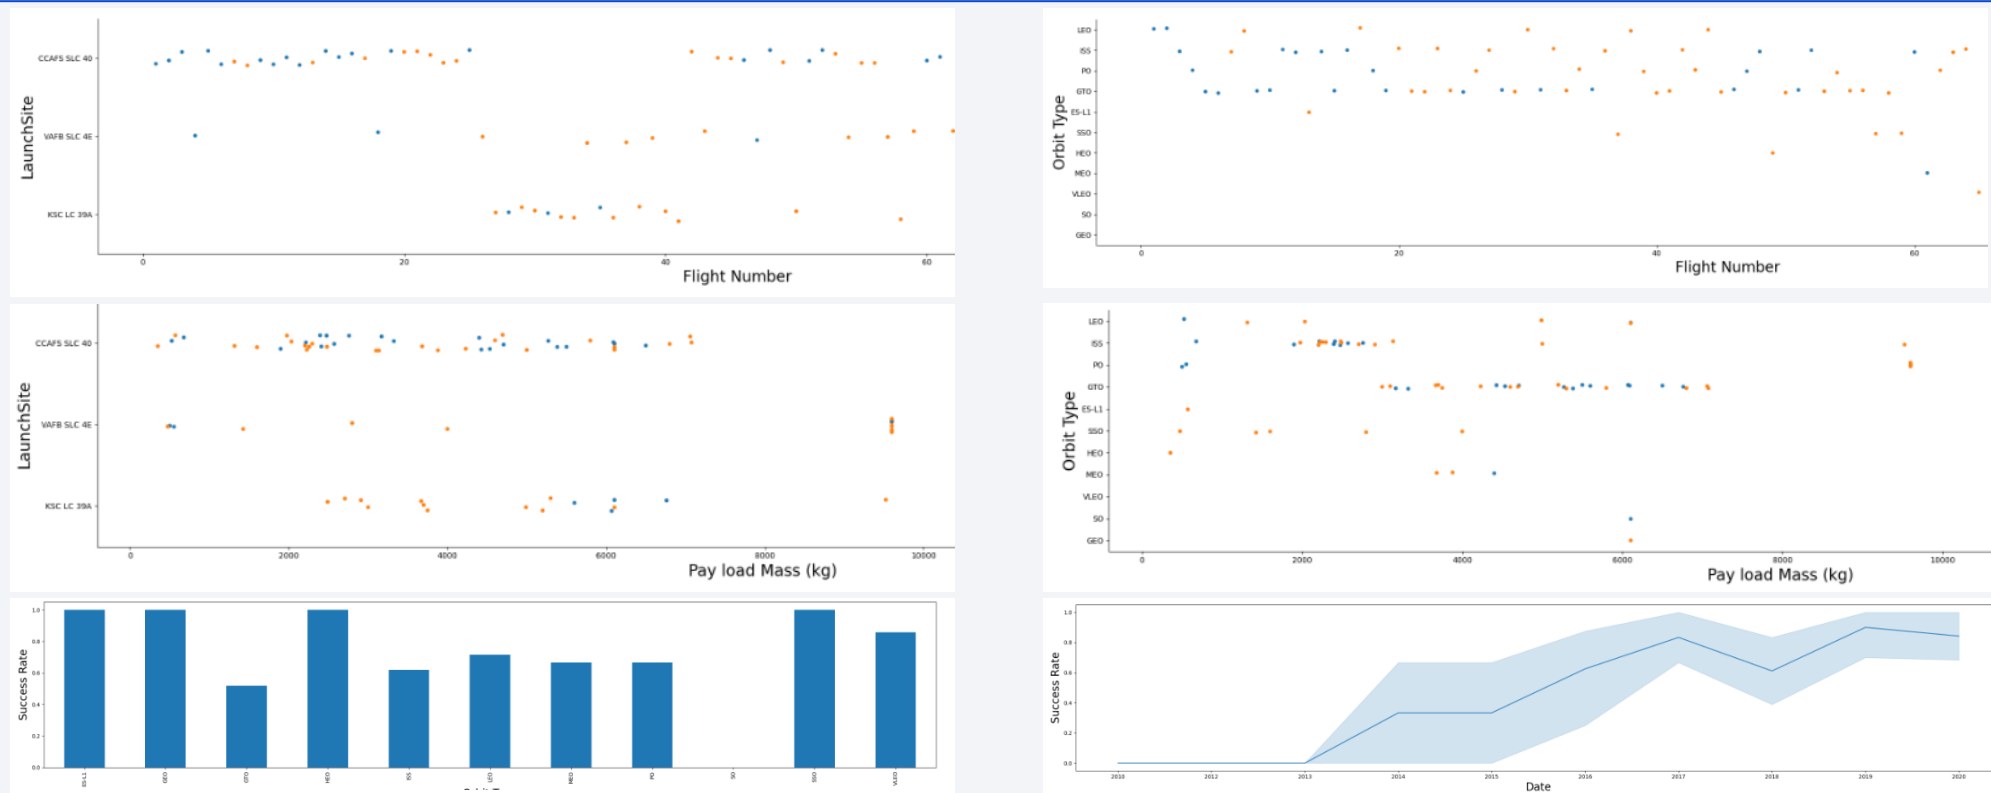 LaunchSite
CCAFS SLC 40
VAFB SLC 4E
KSC LC 39A
0 20 40 60
Flight Number
Orbit Type
LEO
ISS
PO
GTO
ES-L1
SSO
HEO
MEO
VLEO
SO
GEO
0 20 40 60
Flight Number
LaunchSite
CCAFS SLC 40
VAFB SLC 4E
KSC LC 39A
0 2000 4000 6000 8000 10000
Pay load Mass (kg)
Orbit Type
LEO
ISS
PO
GTO
ES-L1
SSO
HEO
MEO
VLEO
SO
GEO
0 2000 4000 6000 8000 10000
Pay load Mass (kg)
Success Rate
1.0
0.8
0.6
0.4
0.2
0.0
ES-L1 GEO GTO HEO ISS LEO MEO PO SO SSO VLEO
Success Rate
1.0
0.8
0.6
0.4
0.2
0.0
2010 2012 2013 2014 2015 2016 2017 2018 2019 2020
Date